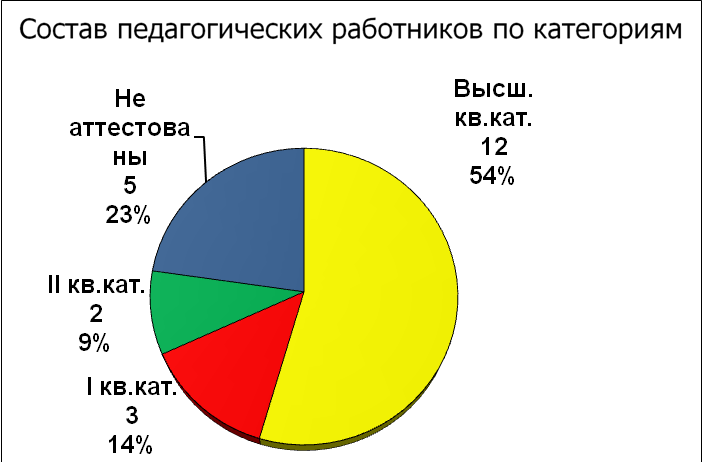 Состав педагогических работников по категориям
Высш.
кв.кат.
12
54%
Не
аттестова
ны
5
23%
II кв.кат.
2
9%
I кв.кат.
3
14%